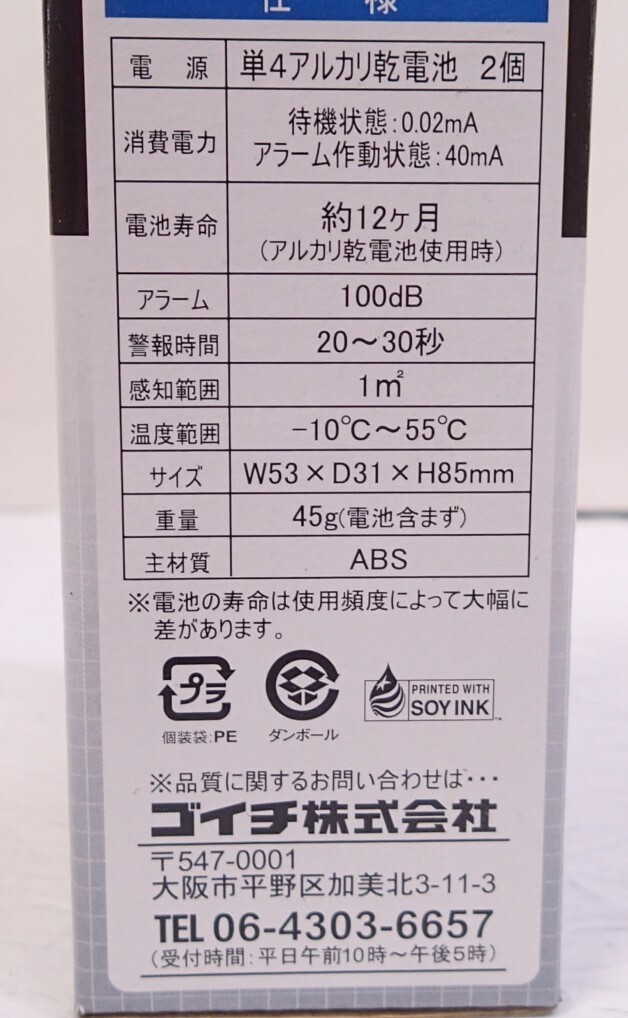 仕様
電源 単4アルカリ乾電池 2個
消費電力 待機状態:0.02mA
アラーム作動状態:40mA
電池寿命 約12ヶ月
(アルカリ乾電池使用時)
アラーム 100dB
警報時間 20〜30秒
感知範囲 1㎡
温度範囲 -10℃〜55℃
サイズ W53×D31×H85mm
重量 45g(電池含まず)
主材質 ABS
※電池の寿命は使用頻度によって大幅に
差があります。
プラ
PRINTED WITH
SOY INK
個装袋:PE ダンボール
※品質に関するお問い合わせは・・・
ゴイチ株式会社
〒547-0001
大阪市平野区加美北3-11-3
TEL 06-4303-6657
(受付時間:平日午前10時〜午後5時)